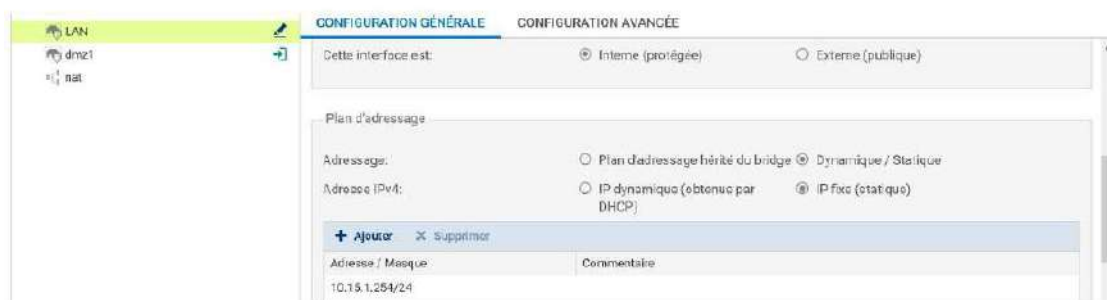 LAN
dmz1
nat
CONFIGURATION GÉNÉRALE CONFIGURATION AVANCÉE
Cette interface est: Interne (protégée) Externe (publique)
Plan d'adressage
Adressage: Plan d'adressage hérité du bridge Dynamique / Statique
Adresse IPv4: IP dynamique (obtenue par DHCP) IP fixe (statique)
+ Ajouter × Supprimer
Adresse / Masque Commentaire
10.15.1.254/24